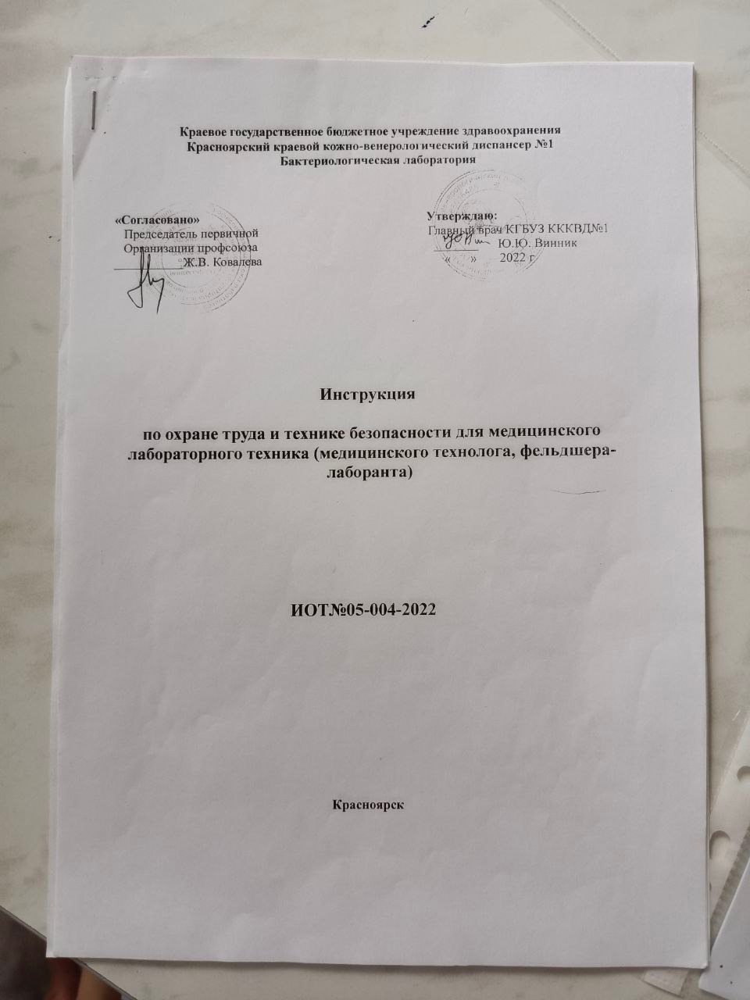 Краевое государственное бюджетное учреждение здравоохранения
Красноярский краевой кожно-венерологический диспансер №1
Бактериологическая лаборатория
«Согласовано»
Председатель первичной
Организации профсоюза
Ж.В. Ковалева
Утверждаю:
Главный врач КГБУЗ КККВД№1
Ю.Ю. Винник
« » 2022 г
Инструкция
по охране труда и технике безопасности для медицинского
лабораторного техника (медицинского технолога, фельдшера-
лаборанта)
ИОТ№05-004-2022
Красноярск